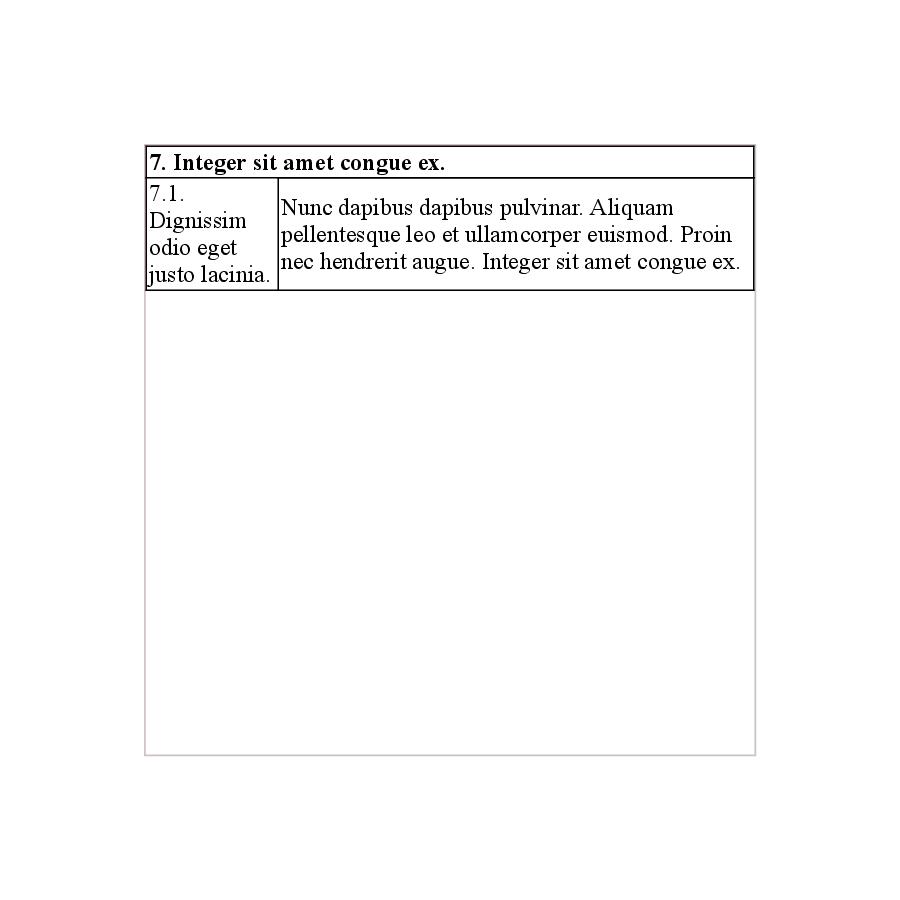 7. Integer sit amet congue ex.
7.1.
Dignissim
odio eget
justo lacinia.
Nunc dapibus dapibus pulvinar. Aliquam
pellentesque leo et ullamcorper euismod. Proin
nec hendrerit augue. Integer sit amet congue ex.